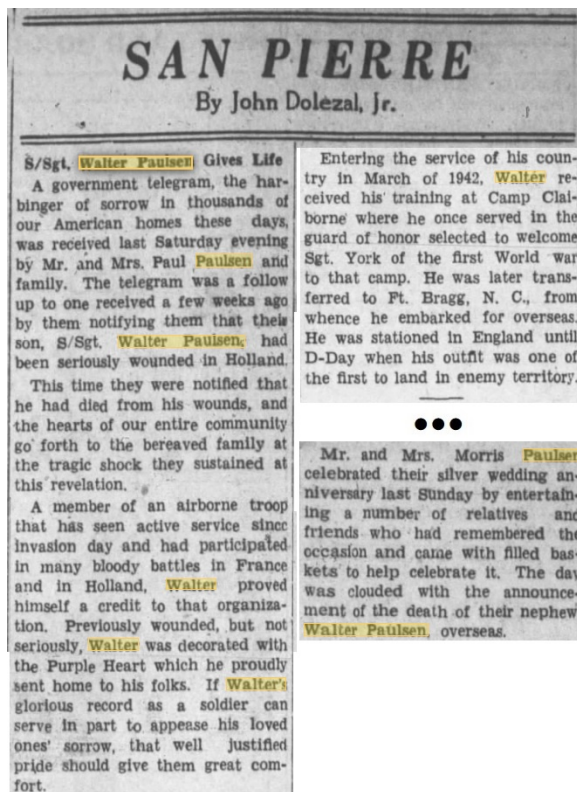 SAN PIERRE
By John Dolezal, Jr.
S/Sgt. Walter Paulsen Gives Life
A government telegram, the har-
binger of sorrow in thousands of
our American homes these days,
was received last Saturday evening
by Mr. and Mrs. Paul Paulsen and
family. The telegram was a follow
up to one received a few weeks ago
by them notifying them that their
son, S/Sgt. Walter Paulsen, had
been seriously wounded in Holland.
This time they were notified that
he had died from his wounds, and
the hearts of our entire community
go forth to the bereaved family at
the tragic shock they sustained at
this revelation.
A member of an airborne troop
that has seen active service since
invasion day and had participated
in many bloody battles in France
and in Holland, Walter proved
himself a credit to that organiza-
tion. Previously wounded, but not
seriously, Walter was decorated with
the Purple Heart which he proudly
sent home to his folks. If Walter's
glorious record as a soldier can
serve in part to appease his loved
ones' sorrow, that well justified
pride should give them great com-
fort.
Entering the service of his coun-
try in March of 1942, Walter re-
ceived his training at Camp Clai-
borne where he once served in the
guard of honor selected to welcome
Sgt. York of the first World War
to that camp. He was later trans-
ferred to Ft. Bragg, N. C., from
whence he embarked for overseas.
He was stationed in England until
D-Day when his outfit was one of
the first to land in enemy territory.
•••
Mr. and Mrs. Morris Paulsen
celebrated their silver wedding an-
niversary last Sunday by entertain-
ing a number of relatives and
friends who had remembered the
occasion and came with filled bas-
kets to help celebrate it. The day
was clouded with the announce-
ment of the death of their nephew
Walter Paulsen, overseas.